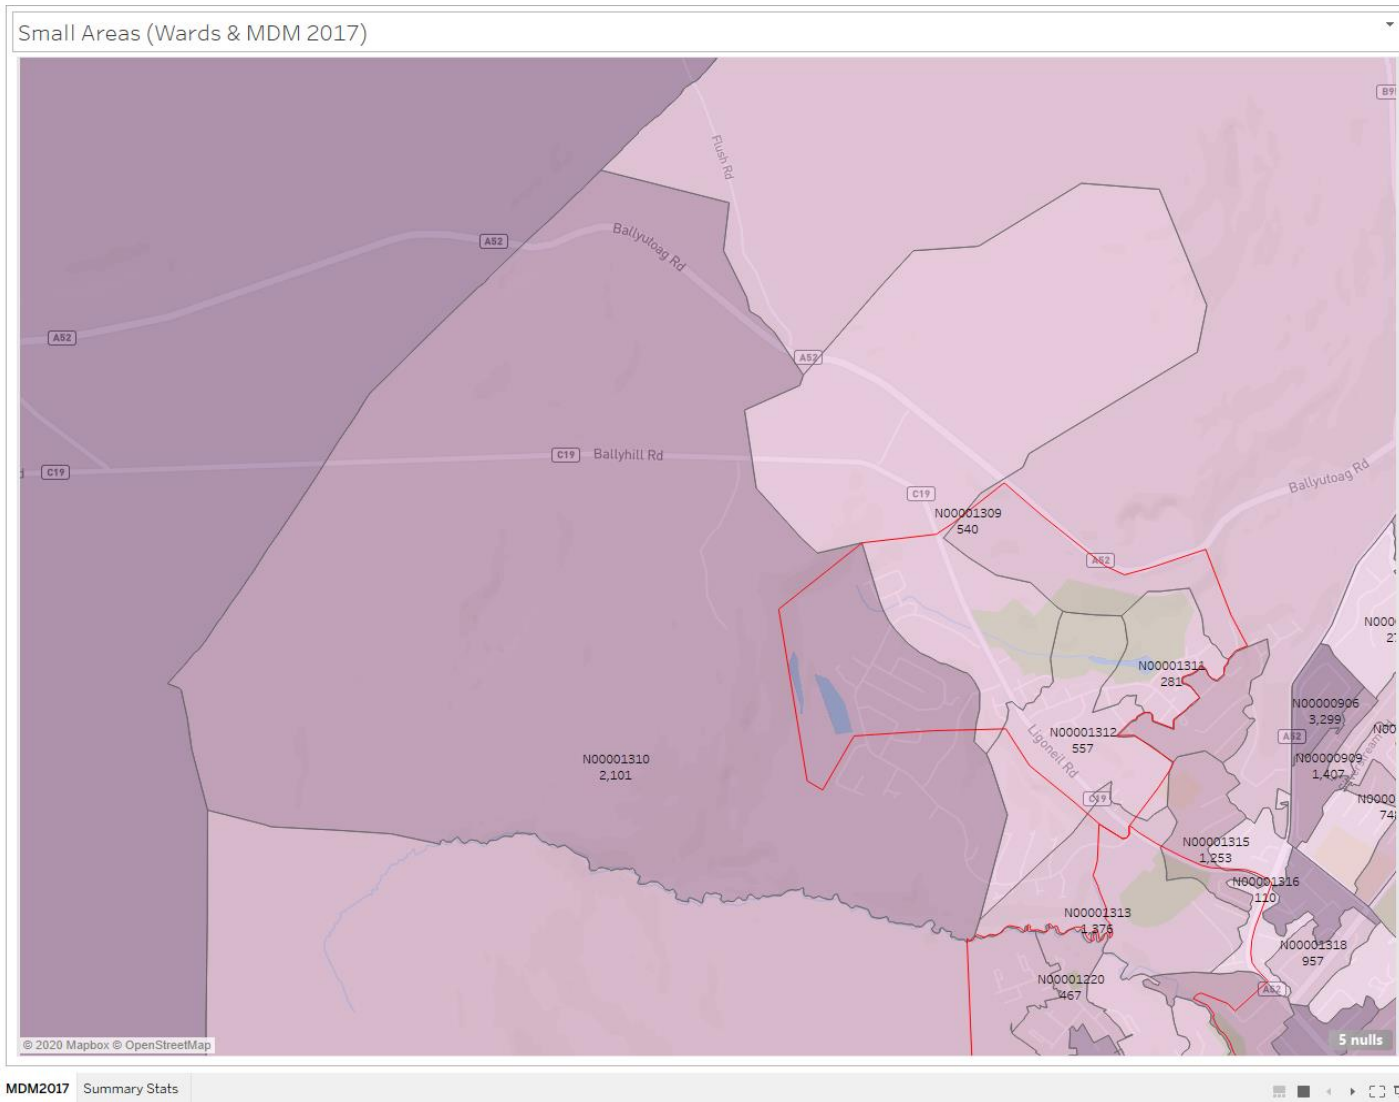 Small Areas (Wards & MDM 2017)
Flush Rd
A52
Ballyutoag Rd
A52
A52
C19
Ballyhill Rd
C19
C19
Ballyutoag Rd
N00001309
540
A52
N00001311
281
N00000906
3,299
N00001312
557
Ligoneil Rd
A52
N00000909
1,407
N00001310
2,101
C19
N00001315
1,253
N00001316
110
N00001313
1,376
N00001318
957
N00001220
467
A52
© 2020 Mapbox © OpenStreetMap
5 nulls
MDM2017
Summary Stats